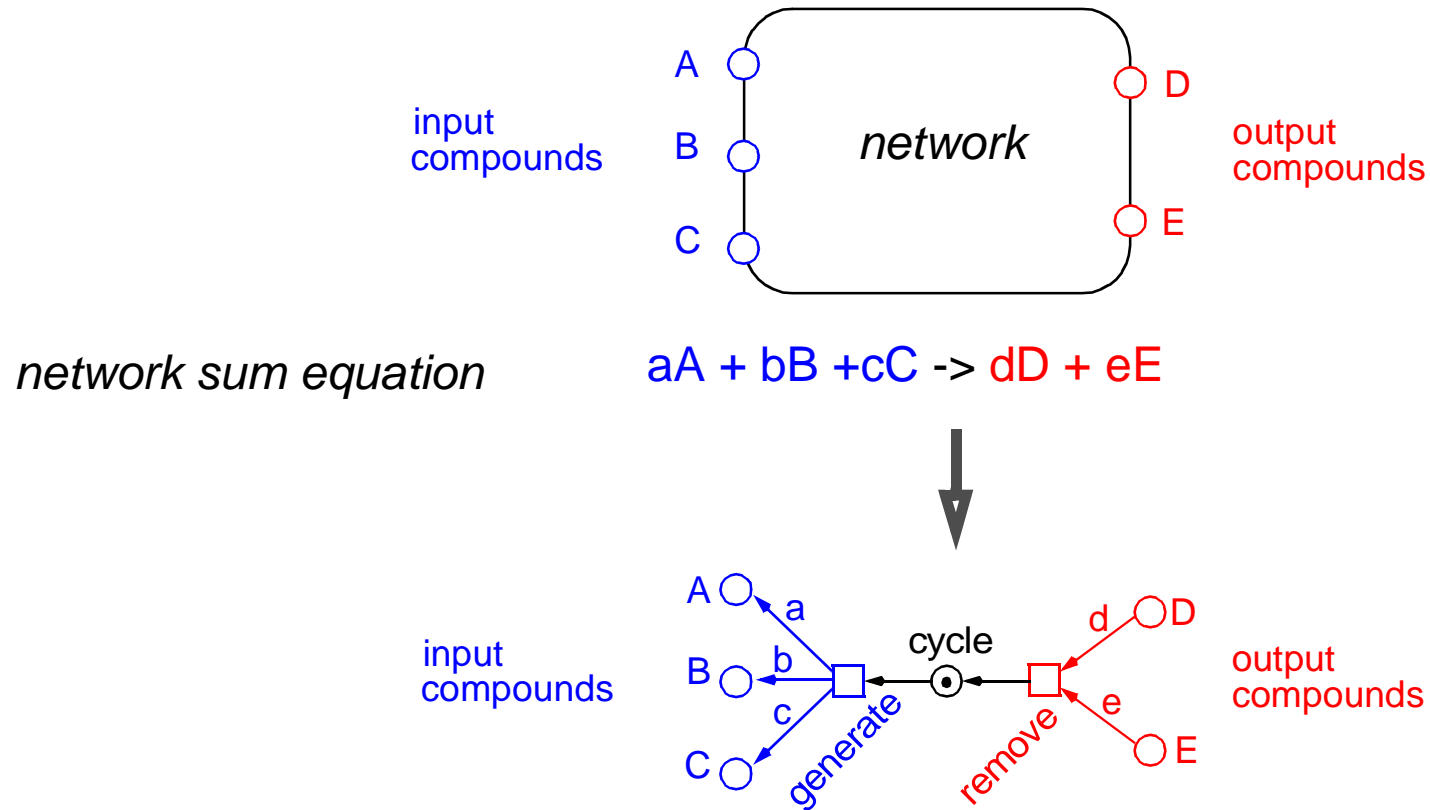 A
D
input
compounds
B
network
output
compounds
C
E
network sum equation
aA + bB +cC -> dD + eE
A
a
d
D
cycle
input
compounds
B
b
output
compounds
c
generate
remove
e
C
E